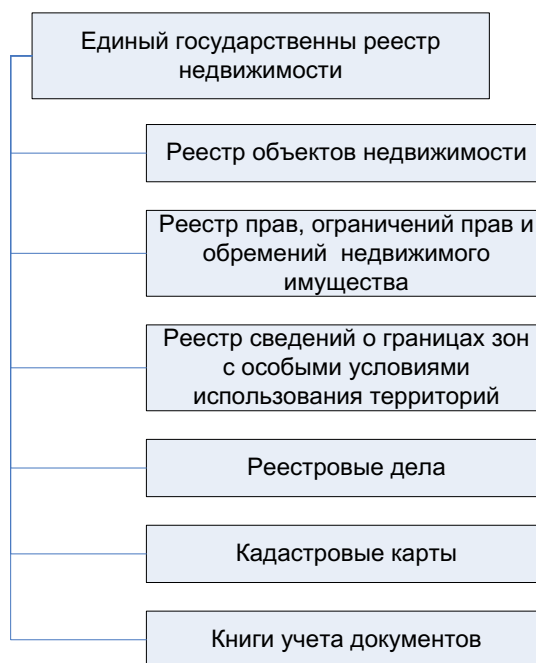 Единый государственны реестр
недвижимости
Реестр объектов недвижимости
Реестр прав, ограничений прав и
обремений недвижимого
имущества
Реестр сведений о границах зон
с особыми условиями
использования территорий
Реестровые дела
Кадастровые карты
Книги учета документов